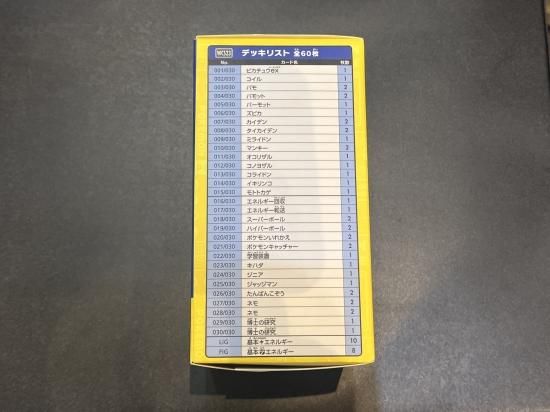 WCS23 デッキリスト 全60枚
No. カード名 枚数
001/030 ピカチュウex 1
002/030 コイル 1
003/030 パモ 2
004/030 パモット 2
005/030 パーモット 1
006/030 ズピカ 1
007/030 カイデン 2
008/030 タイカイデン 2
009/030 ミライドン 1
010/030 マンキー 2
011/030 オコリザル 1
012/030 コノヨザル 1
013/030 コライドン 1
014/030 イキリンコ 1
015/030 モトトカゲ 1
016/030 エネルギー回収 1
017/030 エネルギー転送 1
018/030 スーパーボール 2
019/030 ハイパーボール 2
020/030 ポケモンいれかえ 2
021/030 ポケモンキャッチャー 2
022/030 学習装置 1
023/030 キハダ 1
024/030 ジニア 1
025/030 ジャッジマン 1
026/030 たんぱんこぞう 2
027/030 ネモ 2
028/030 ネモ 2
029/030 博士の研究 1
030/030 博士の研究 1
LIG 基本エネルギー 10
FIG 基本エネルギー 8